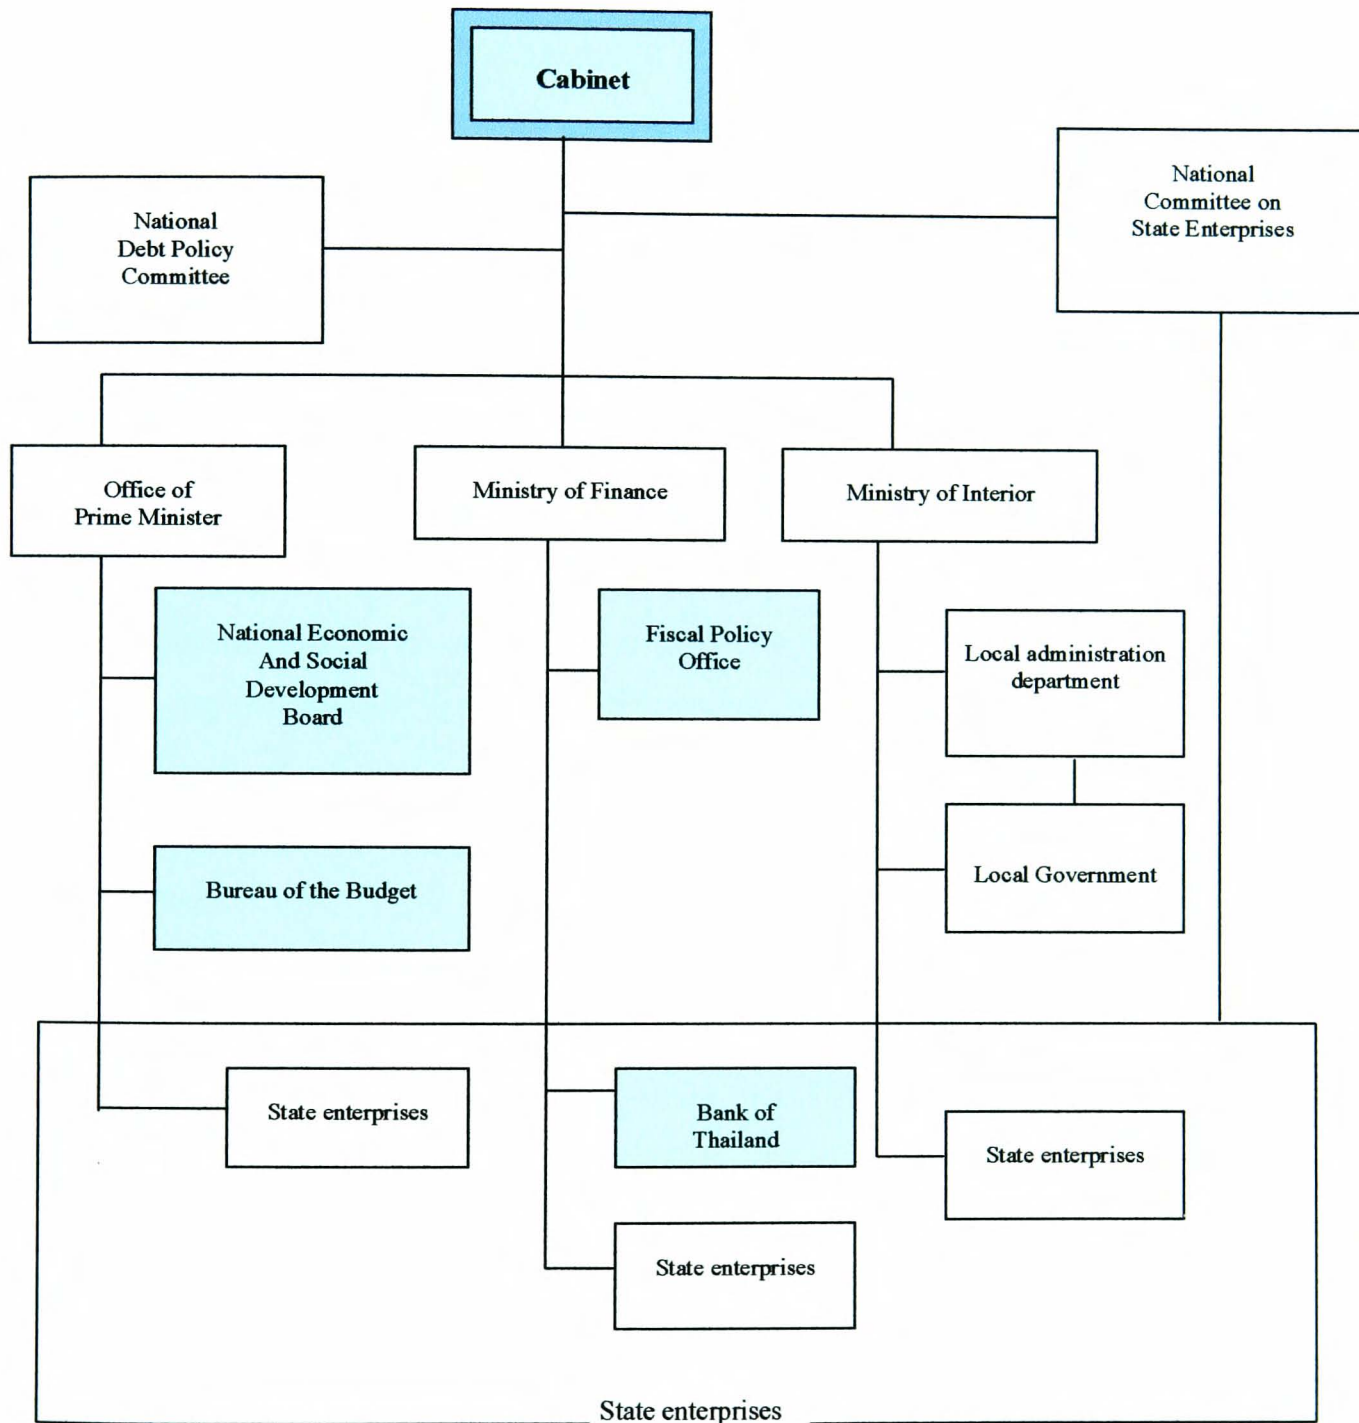 Cabinet
National
Debt Policy
Committee
National
Committee on
State Enterprises
Office of
Prime Minister
Ministry of Finance
Ministry of Interior
National Economic
And Social
Development
Board
Fiscal Policy
Office
Local administration
department
Bureau of the Budget
Local Government
State enterprises
Bank of
Thailand
State enterprises
State enterprises
State enterprises